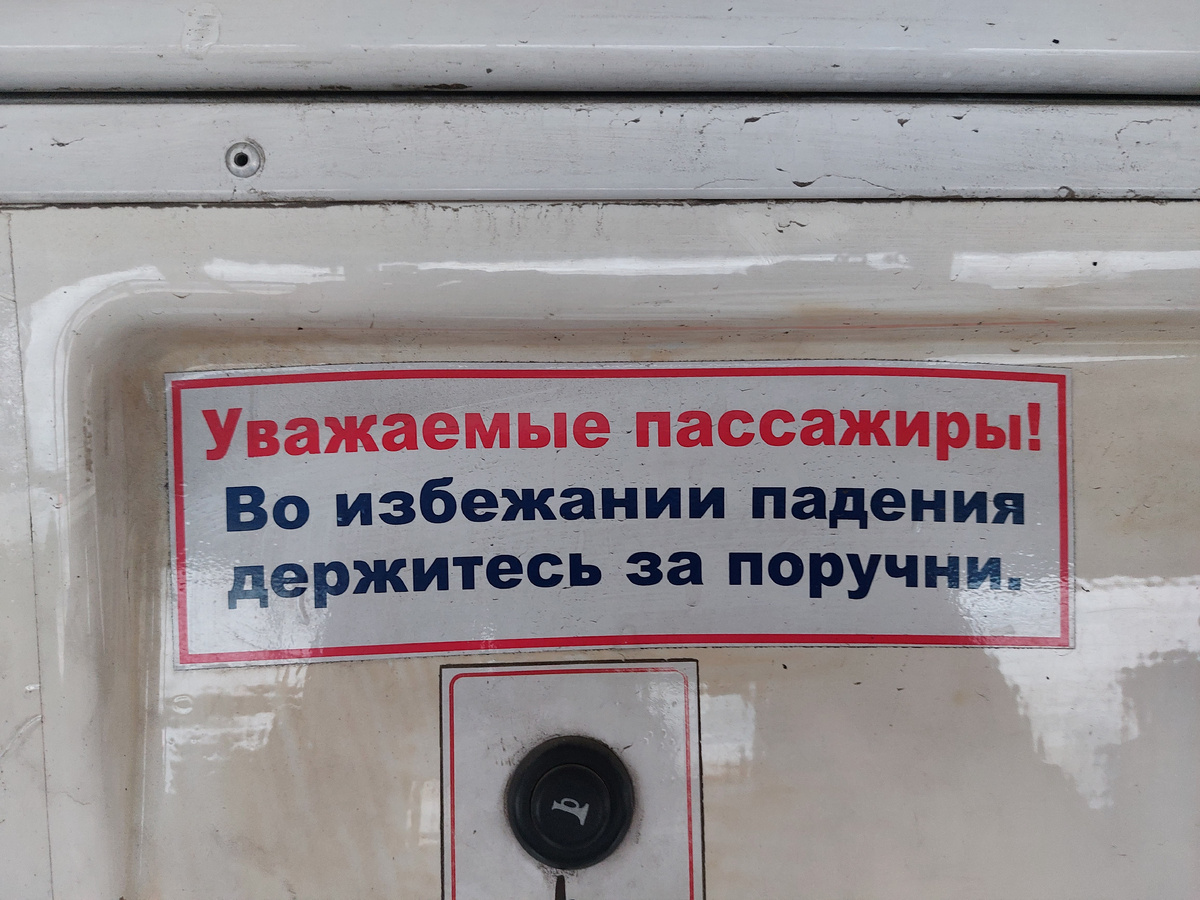 Уважаемые пассажиры!
Во избежании падения
держитесь за поручни.